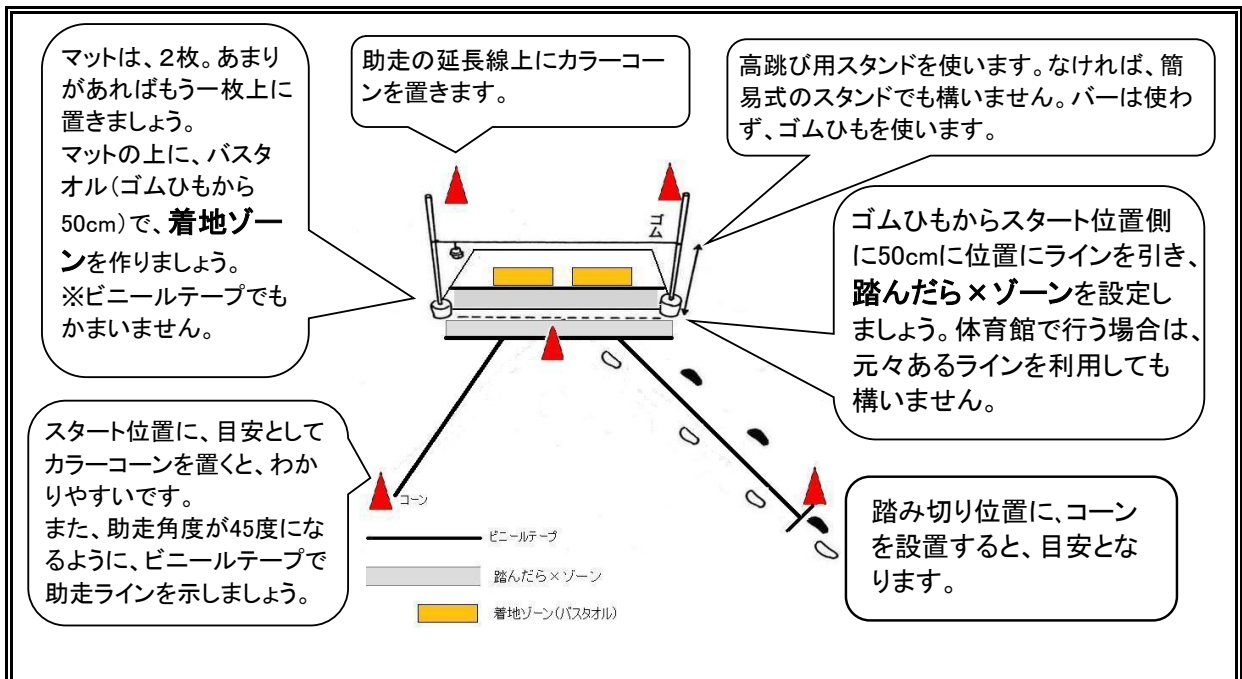 マットは、2枚。あまり
があればもう一枚上に
置きましょう。
マットの上に、バスタ
オル(ゴムひもから
50cm)で、着地ゾー
ンを作りましょう。
※ビニールテープでも
かまいません。
助走の延長線上にカラーコー
ンを置きます。
高跳び用スタンドを使います。なければ、簡
易式のスタンドでも構いません。バーは使わ
ず、ゴムひもを使います。
ゴム
ゴムひもからスタート位置側
に50cmに位置にラインを引き、
踏んだら×ゾーンを設定し
ましょう。体育館で行う場合は、
元々あるラインを利用しても
構いません。
スタート位置に、目安として
カラーコーンを置くと、わか
りやすいです。
また、助走角度が45度にな
るように、ビニールテープで
助走ラインを示しましょう。
コーン
ビニールテープ
踏んだら×ゾーン
着地ゾーン(バスタオル)
踏み切り位置に、コーン
を設置すると、目安とな
ります。